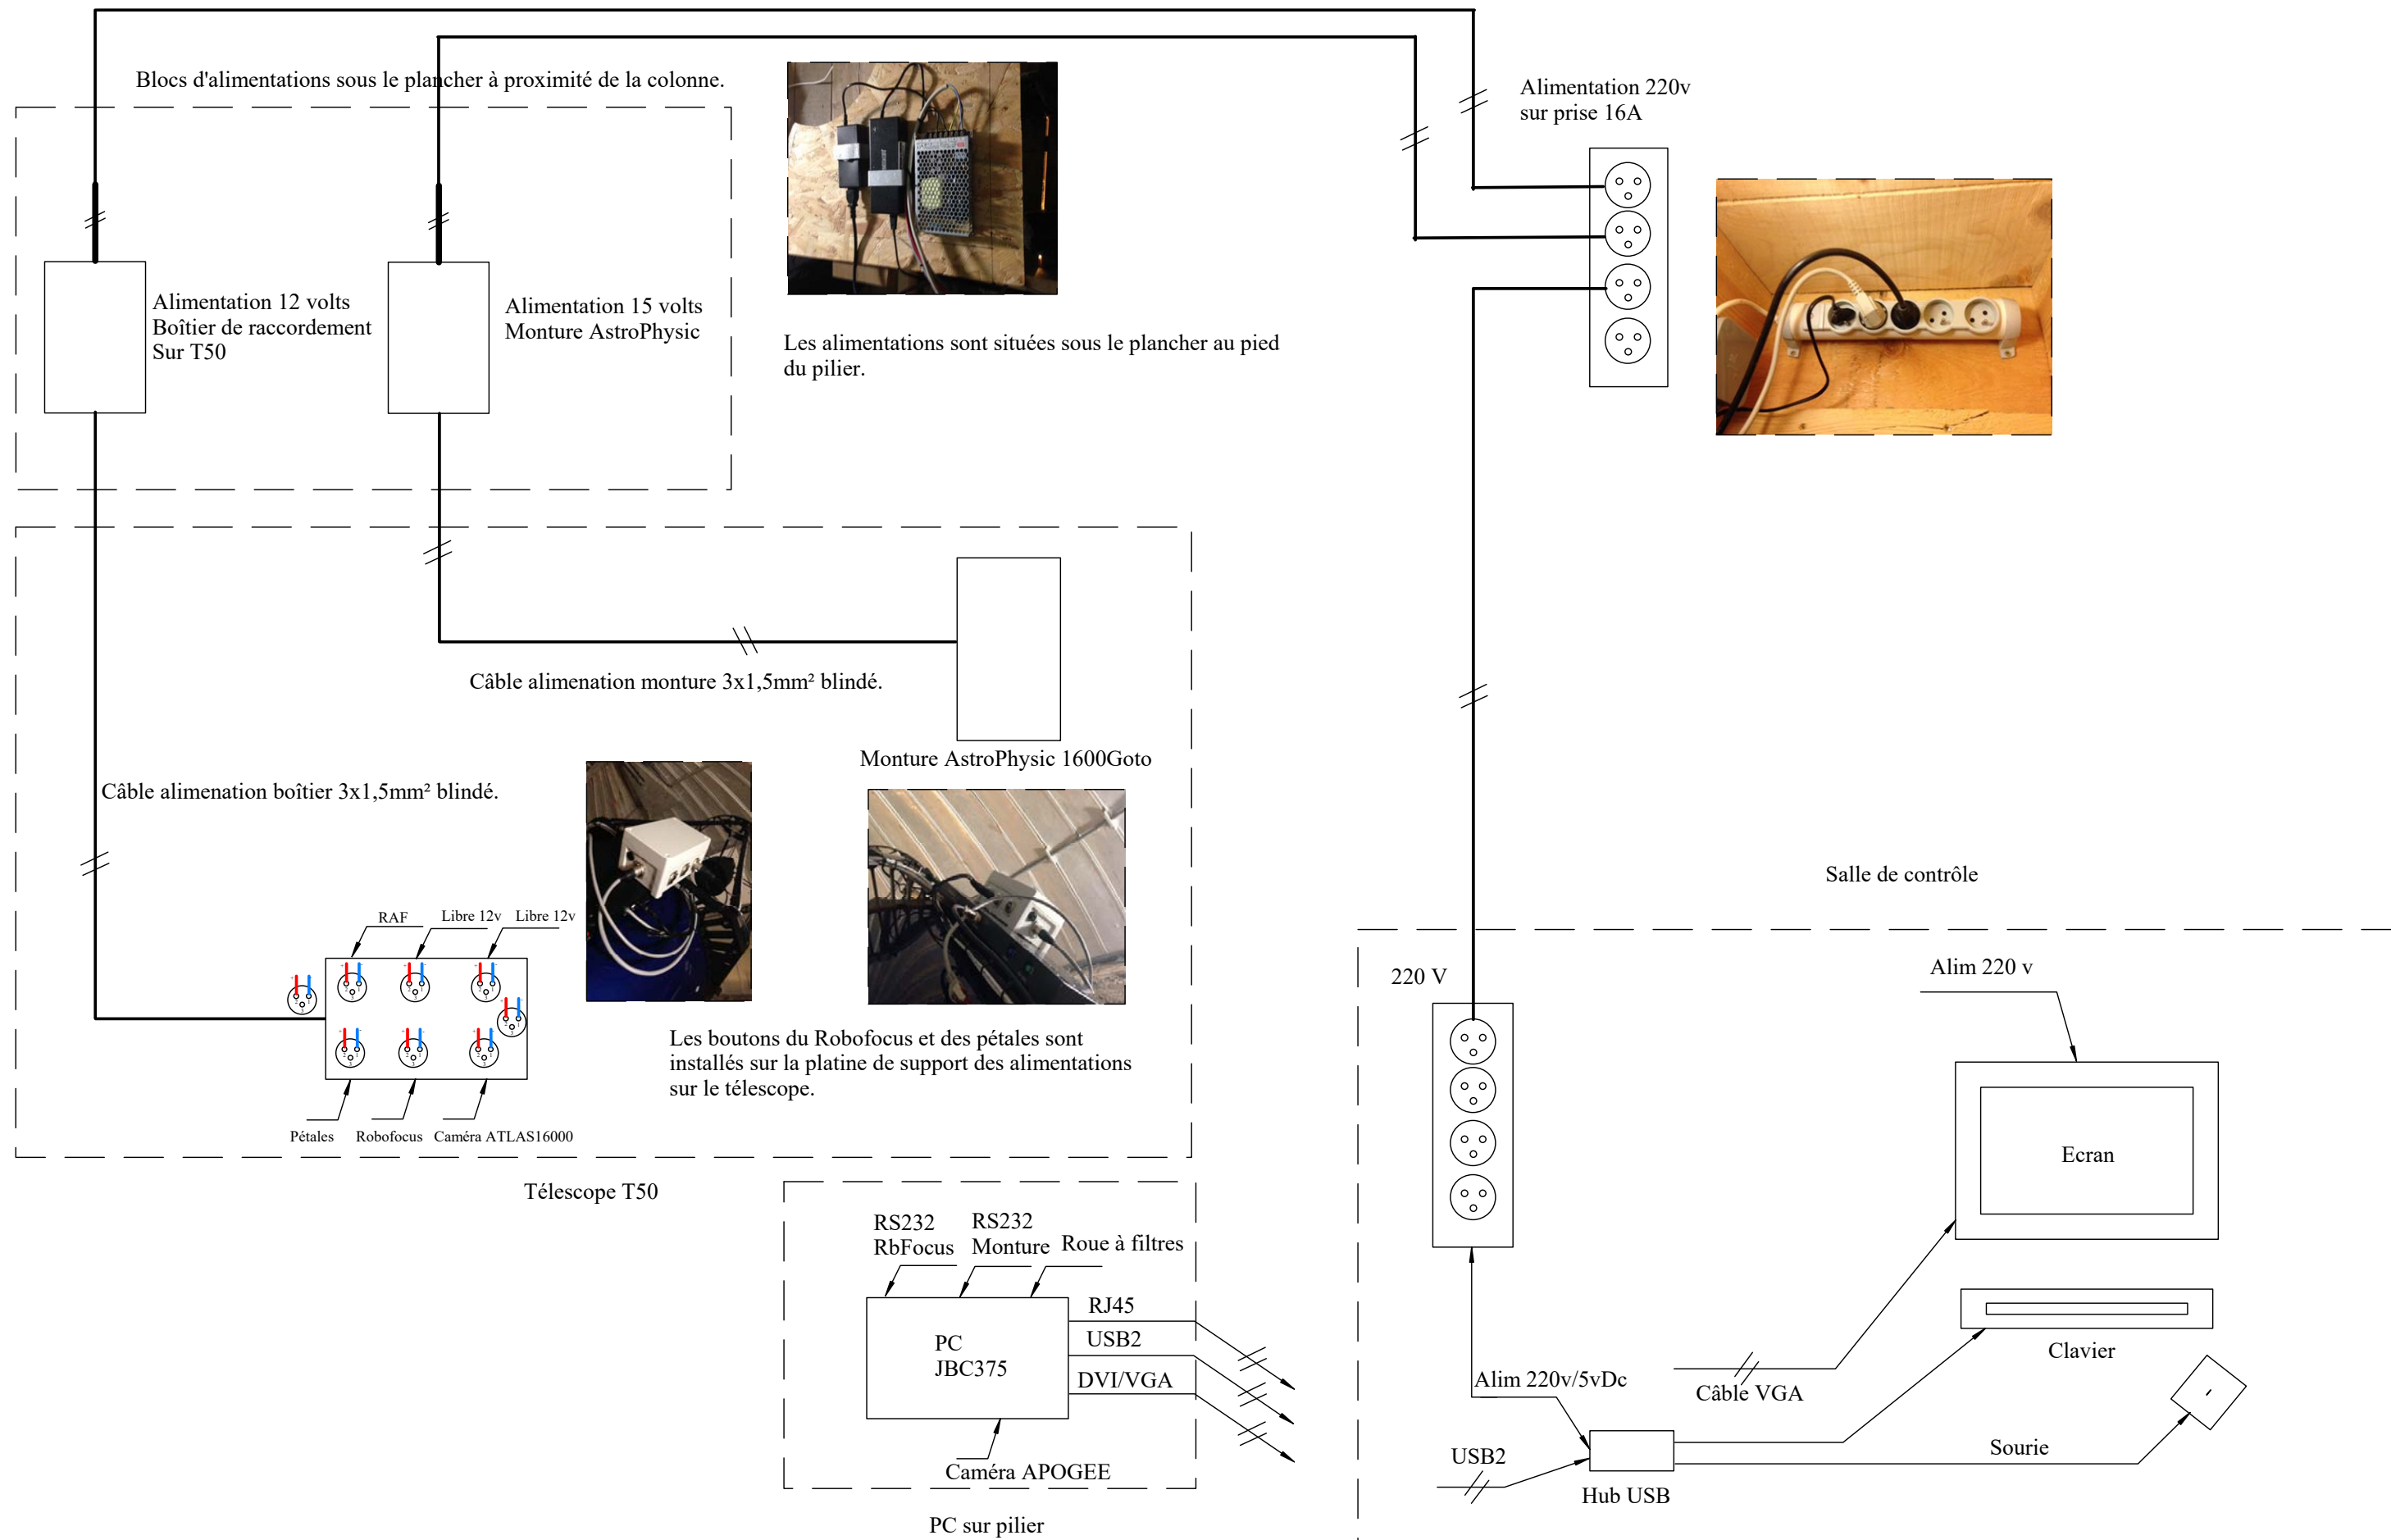 Blocs d'alimentations sous le plancher à proximité de la colonne.
Alimentation 220v
sur prise 16A
Alimentation 12 volts
Boîtier de raccordement
Sur T50
Alimentation 15 volts
Monture AstroPhysic
Les alimentations sont situées sous le plancher au pied
du pilier.
Câble alimenation monture 3x1,5mm² blindé.
Monture AstroPhysic 1600Goto
Câble alimenation boîtier 3x1,5mm² blindé.
RAF
Libre 12v
Libre 12v
Pétales
Robofocus
Caméra ATLAS16000
Les boutons du Robofocus et des pétales sont
installés sur la platine de support des alimentations
sur le télescope.
Télescope T50
RS232
RbFocus
RS232
Monture
Roue à filtres
PC
JBC375
RJ45
USB2
DVI/VGA
Caméra APOGEE
PC sur pilier
Salle de contrôle
220 V
Alim 220 v
Ecran
Clavier
Câble VGA
Alim 220v/5vDc
USB2
Hub USB
Sourie